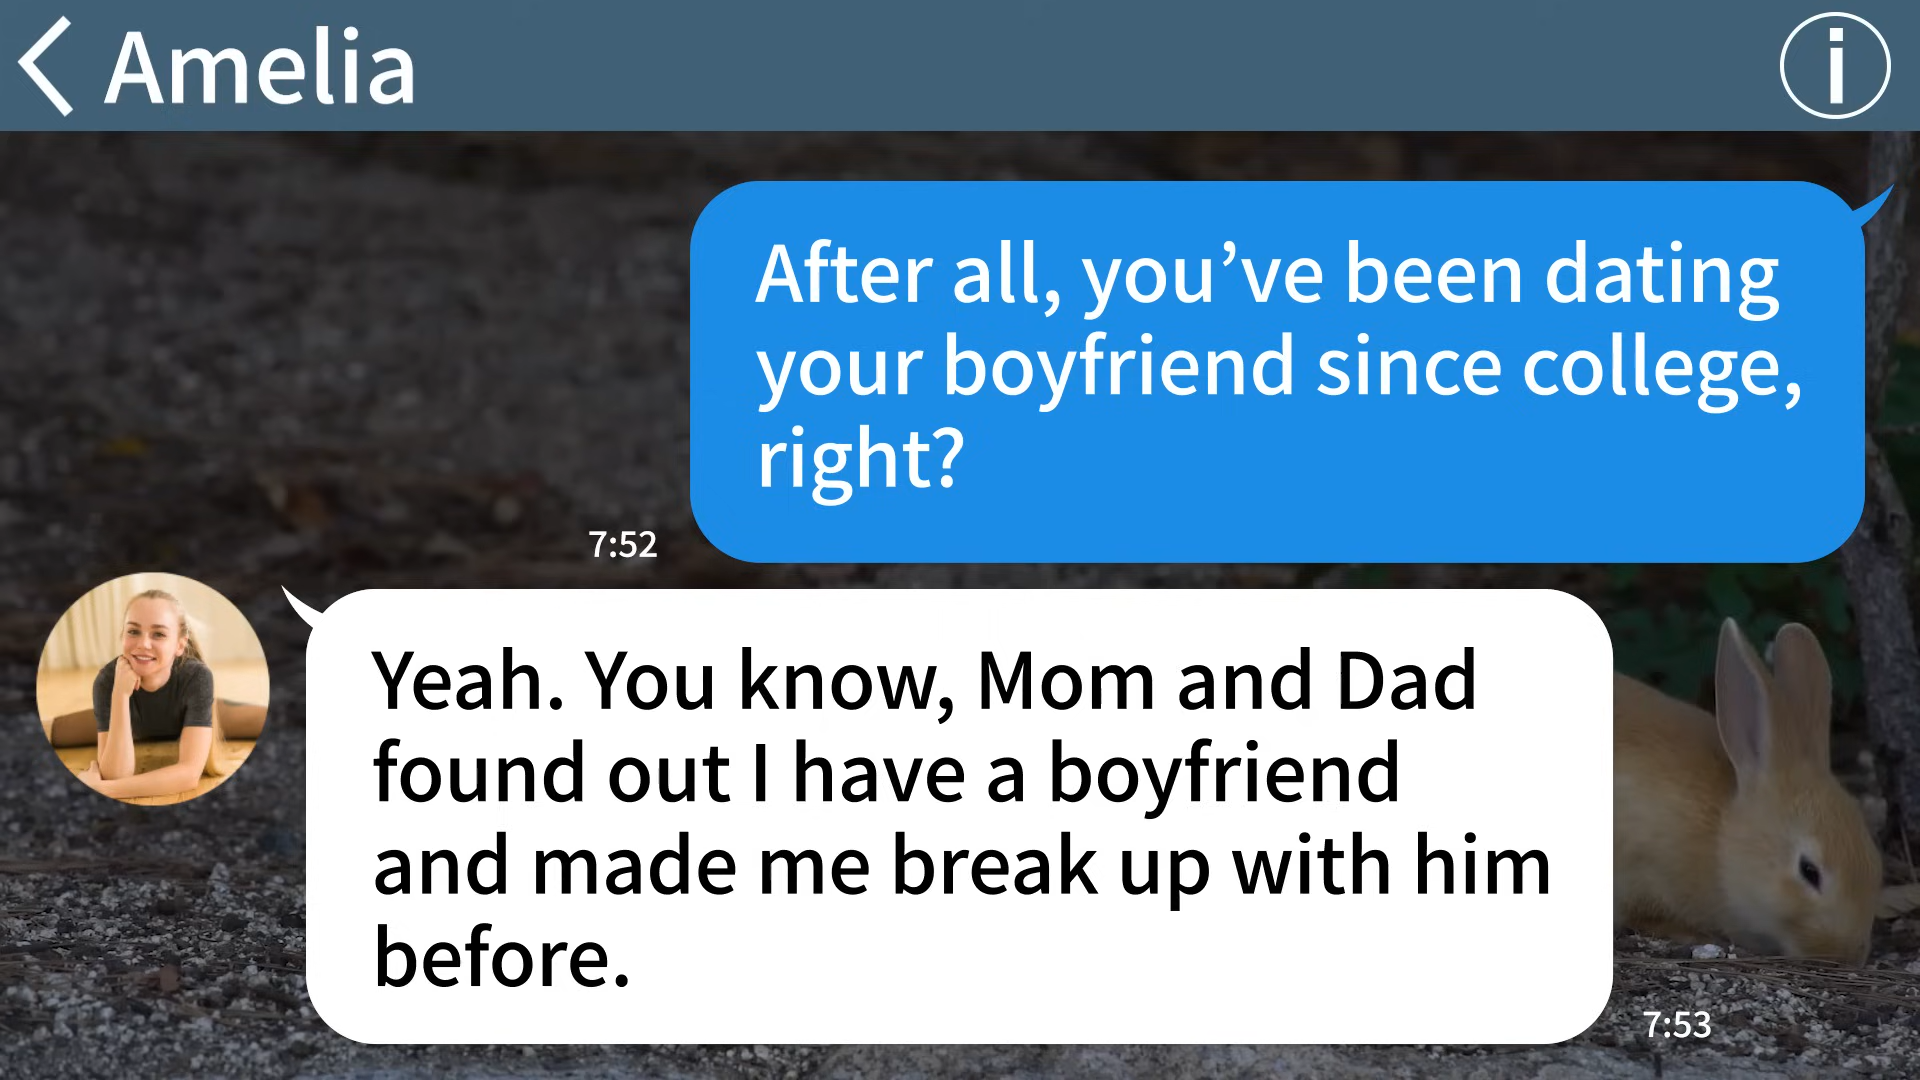 Amelia
After all, you’ve been dating
your boyfriend since college,
right?
7:52
Yeah. You know, Mom and Dad
found out I have a boyfriend
and made me break up with him
before.
7:53